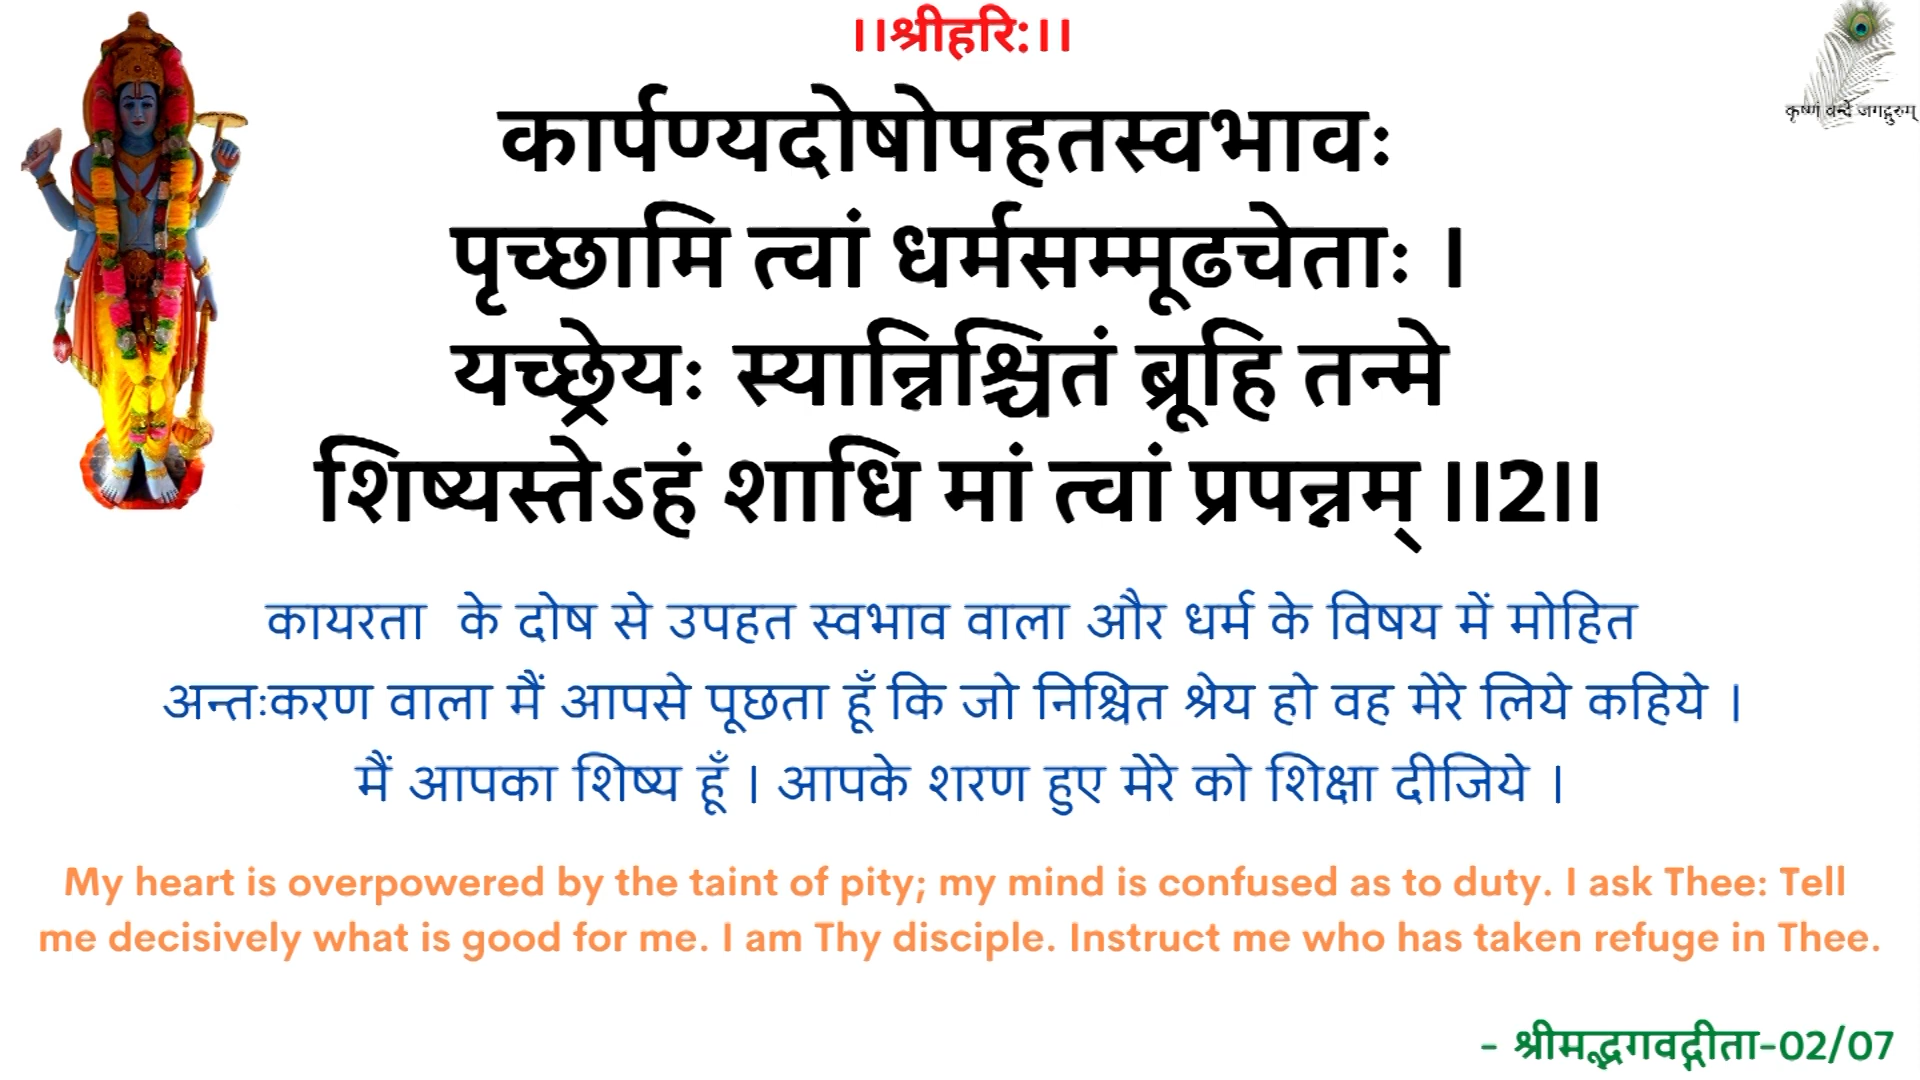 ।।श्रीहरि:।।
कृष्णं वन्दे जगद्गुरुम्
कार्पण्यदोषोपहतस्वभावः
पृच्छामि त्वां धर्मसम्मूढचेताः ।
यच्छ्रेयः स्यान्निश्चितं ब्रूहि तन्मे
शिष्यस्तेऽहं शाधि मां त्वां प्रपन्नम् ।।2।।
कायरता के दोष से उपहत स्वभाव वाला और धर्म के विषय में मोहित
अन्तःकरण वाला मैं आपसे पूछता हूँ कि जो निश्चित श्रेय हो वह मेरे लिये कहिये ।
मैं आपका शिष्य हूँ । आपके शरण हुए मेरे को शिक्षा दीजिये ।
My heart is overpowered by the taint of pity; my mind is confused as to duty. I ask Thee: Tell
me decisively what is good for me. I am Thy disciple. Instruct me who has taken refuge in Thee.
- श्रीमद्भगवद्गीता-02/07